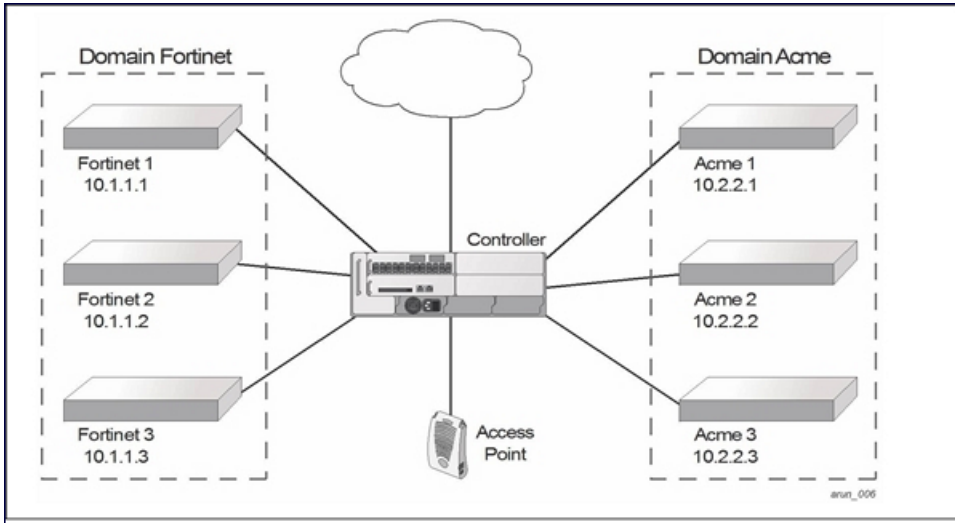 Domain Fortinet
Domain Acme
Fortinet 1
10.1.1.1
Acme 1
10.2.2.1
Controller
Fortinet 2
10.1.1.2
Acme 2
10.2.2.2
Fortinet 3
10.1.1.3
Access
Point
Acme 3
10.2.2.3
arun_006